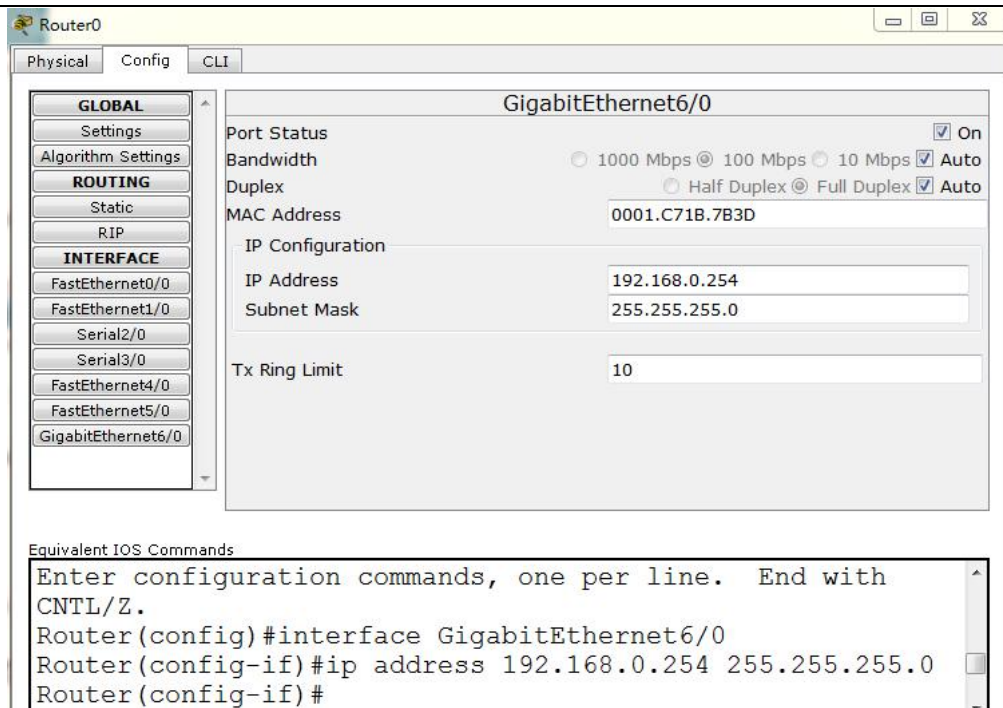 Router0
Physical Config CLI
GLOBAL
Settings
Algorithm Settings
ROUTING
Static
RIP
INTERFACE
FastEthernet0/0
FastEthernet1/0
Serial2/0
Serial3/0
FastEthernet4/0
FastEthernet5/0
GigabitEthernet6/0
GigabitEthernet6/0
Port Status On
Bandwidth 1000 Mbps 100 Mbps 10 Mbps Auto
Duplex Half Duplex Full Duplex Auto
MAC Address 0001.C71B.7B3D
IP Configuration
IP Address 192.168.0.254
Subnet Mask 255.255.255.0
Tx Ring Limit 10
Equivalent IOS Commands
Enter configuration commands, one per line. End with
CNTL/Z.
Router(config)#interface GigabitEthernet6/0
Router(config-if)#ip address 192.168.0.254 255.255.255.0
Router(config-if)#